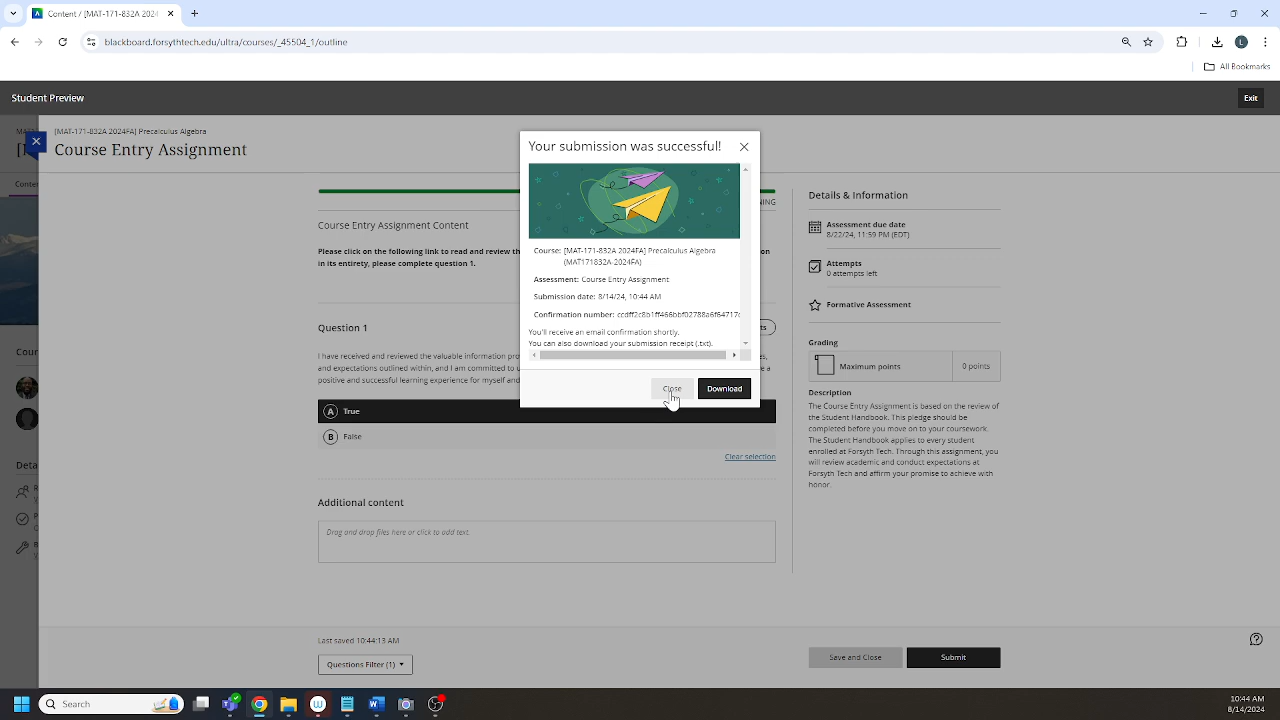 Content / [MAT-171-832A 2024
blackboard.forsythtech.edu/ultra/courses/_45504_1/outline
All Bookmarks
Student Preview
Exit
[MAT-171-832A 2024FA] Precalculus Algebra
Course Entry Assignment
Your submission was successful!
Course: [MAT-171-832A 2024FA] Precalculus Algebra
(MAT171832A-2024FA)
Assessment: Course Entry Assignment
Submission date: 8/14/24, 10:44 AM
Confirmation number: ccdff2c8b1ff466bbf02788a6f64717
You'll receive an email confirmation shortly.
You can also download your submission receipt (.txt).
Close
Download
Course Entry Assignment Content
Please click on the following link to read and review th
in its entirety, please complete question 1.
Question 1
I have received and reviewed the valuable information pr
and expectations outlined within, and I am committed to u
positive and successful learning experience for myself and
A True
B False
Clear selection
Additional content
Drag and drop files here or click to add text.
Last saved 10:44:13 AM
Questions Filter (1)
Details & Information
Assessment due date
8/22/24, 11:59 PM (EDT)
Attempts
0 attempts left
Formative Assessment
Grading
Maximum points
0 points
Description
The Course Entry Assignment is based on the review of
the Student Handbook. This pledge should be
completed before you move on to your coursework.
The Student Handbook applies to every student
enrolled at Forsyth Tech. Through this assignment, you
will review academic and conduct expectations at
Forsyth Tech and affirm your promise to achieve with
honor.
Save and Close
Submit
Search
10:44 AM
8/14/2024